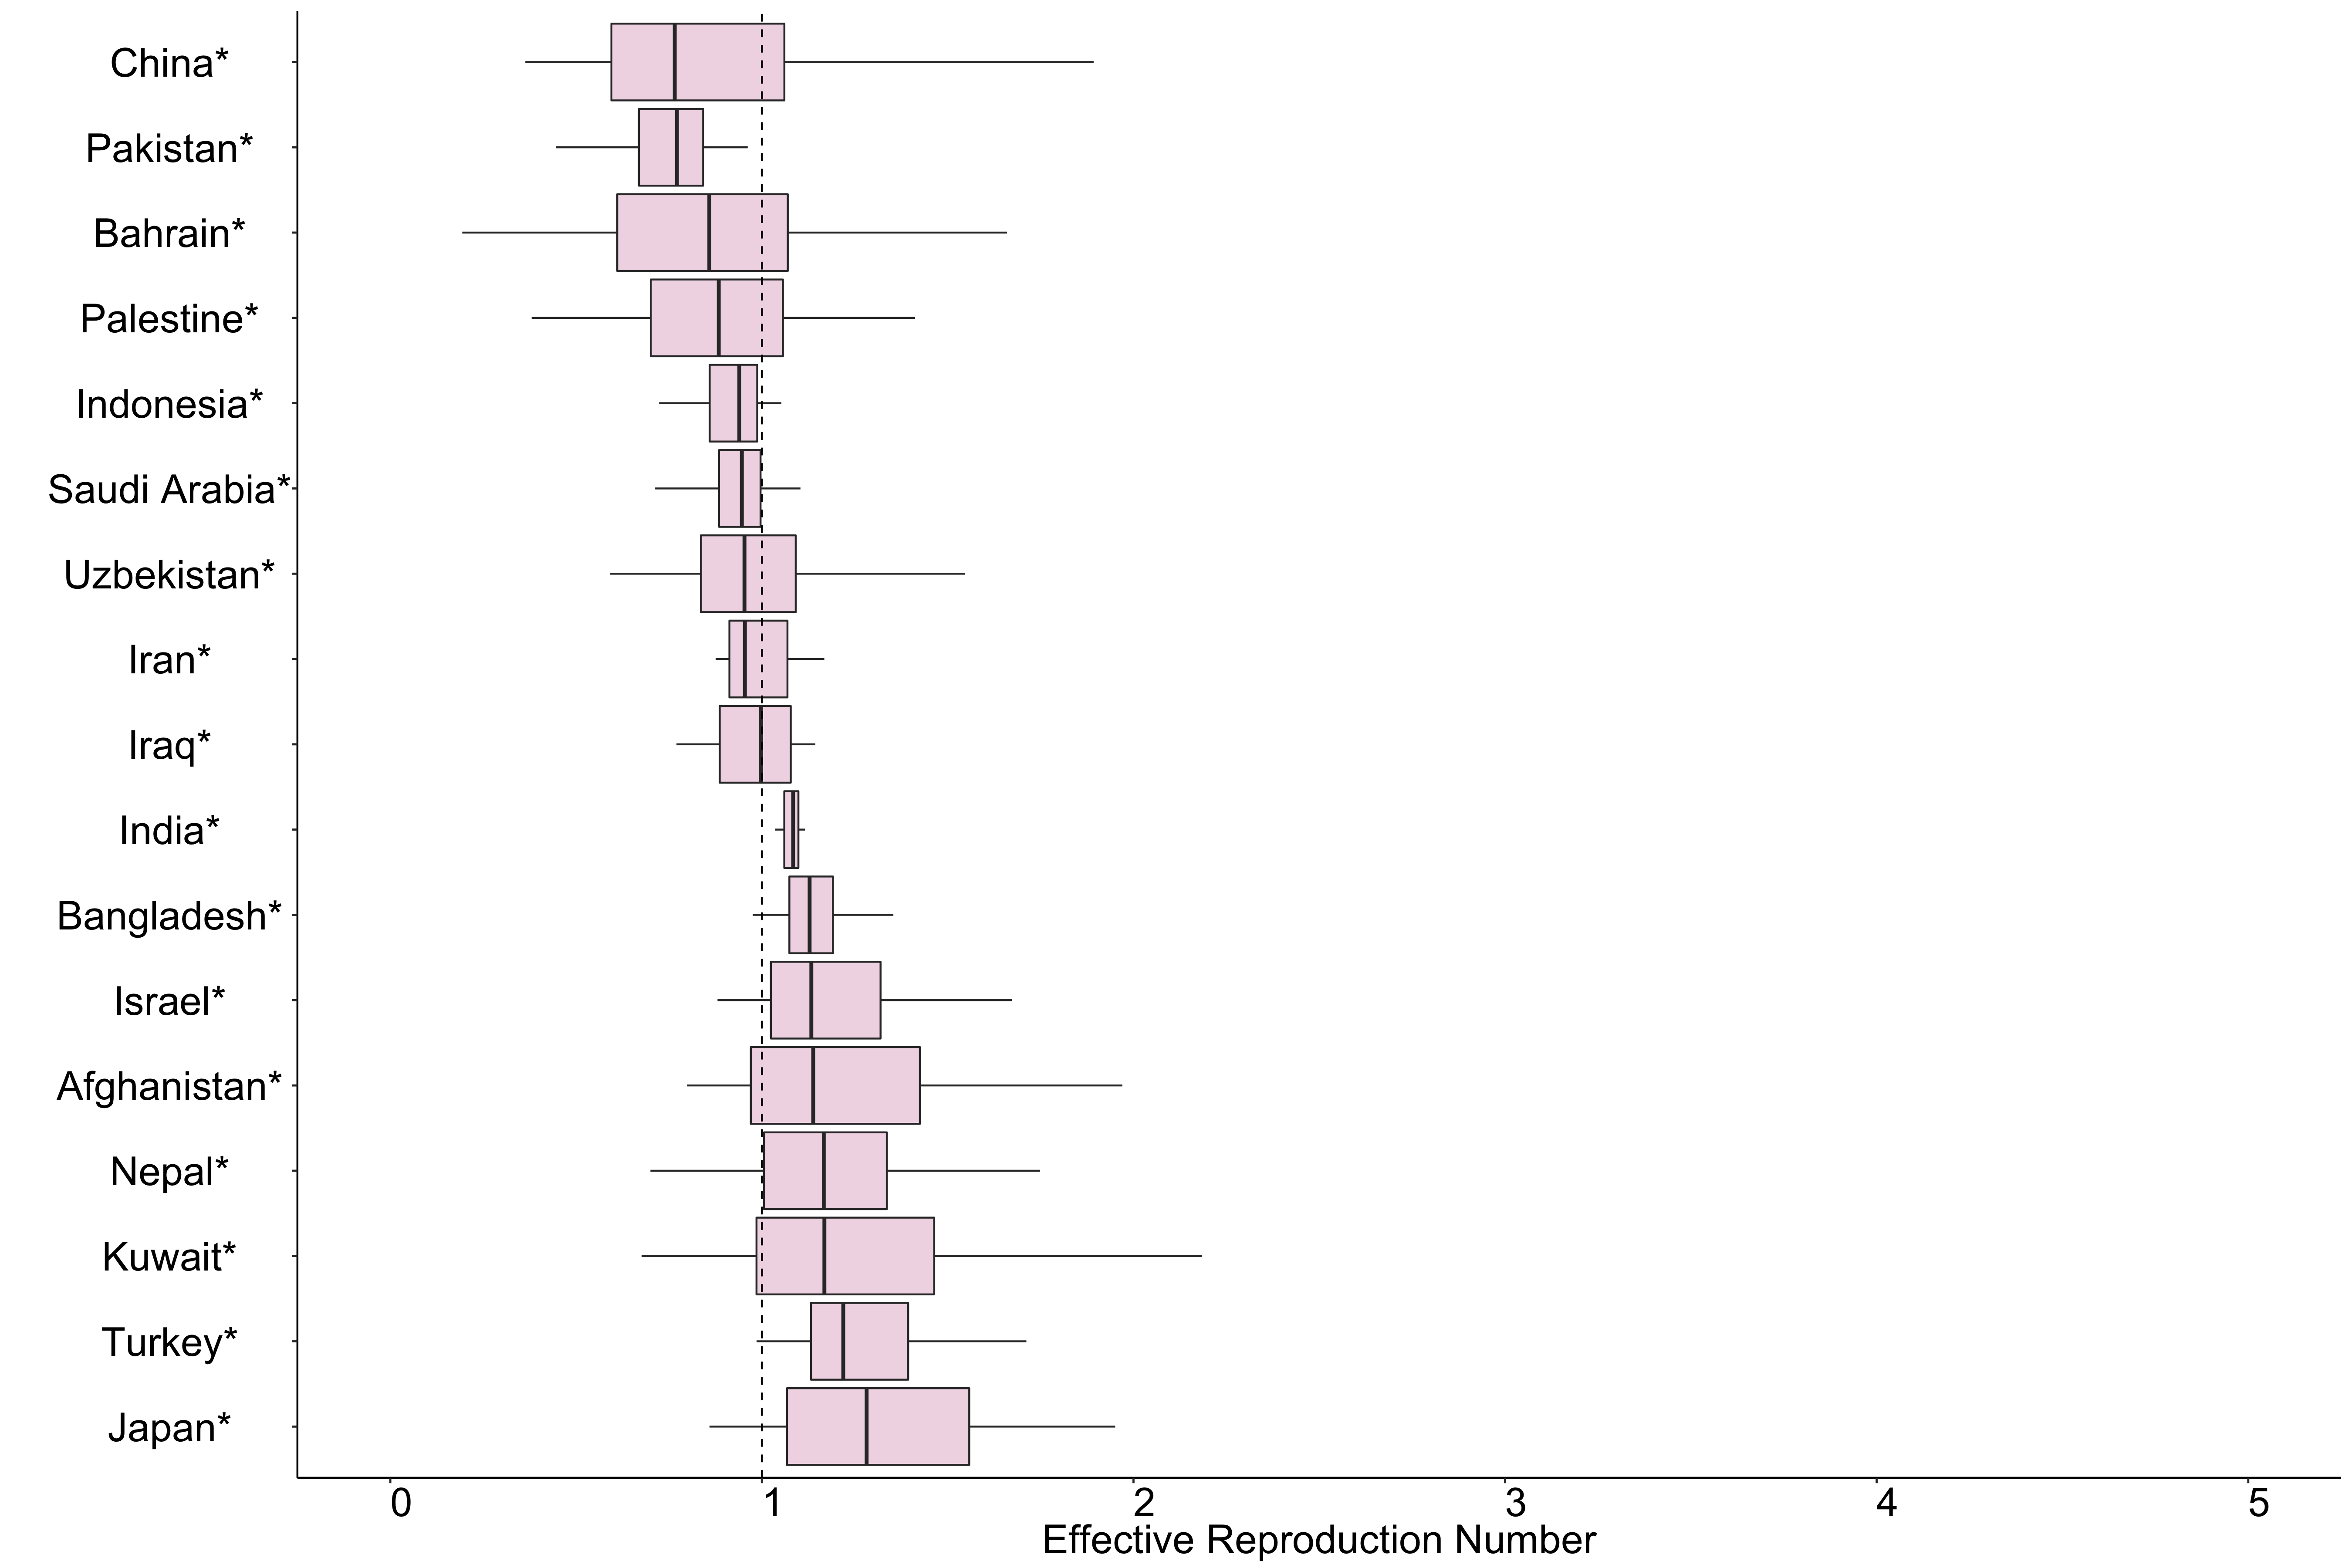 China*
Pakistan*
Bahrain*
Palestine*
Indonesia*
Saudi Arabia*
Uzbekistan*
Iran*
Iraq*
India*
Bangladesh*
Israel*
Afghanistan*
Nepal*
Kuwait*
Turkey*
Japan*
0 1 2 3 4 5
Effective Reproduction Number